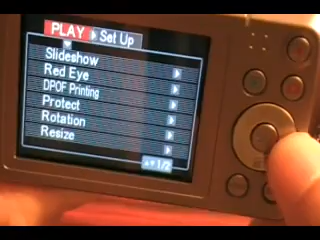 PLAY Set Up
Slideshow
Red Eye
DPOF Printing
Protect
Rotation
Resize
1/2